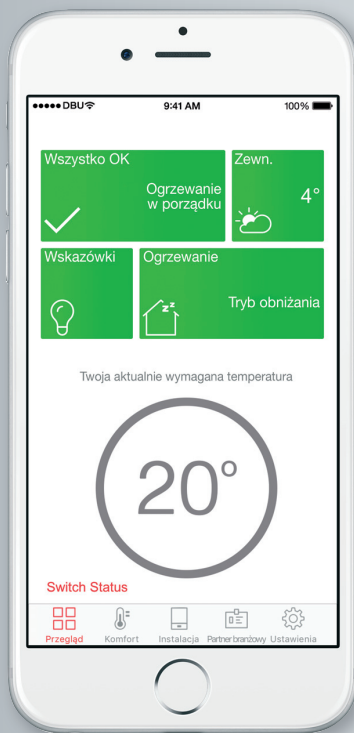 ●●●●● DBU 9:41 AM 100%
Wszystko OK
Ogrzewanie
w porządku
Zewn.
4°
Wskazówki
Ogrzewanie
zz
Tryb obniżania
Twoja aktualnie wymagana temperatura
20°
Switch Status
Przegląd Komfort Instalacja Partner branżowy Ustawienia